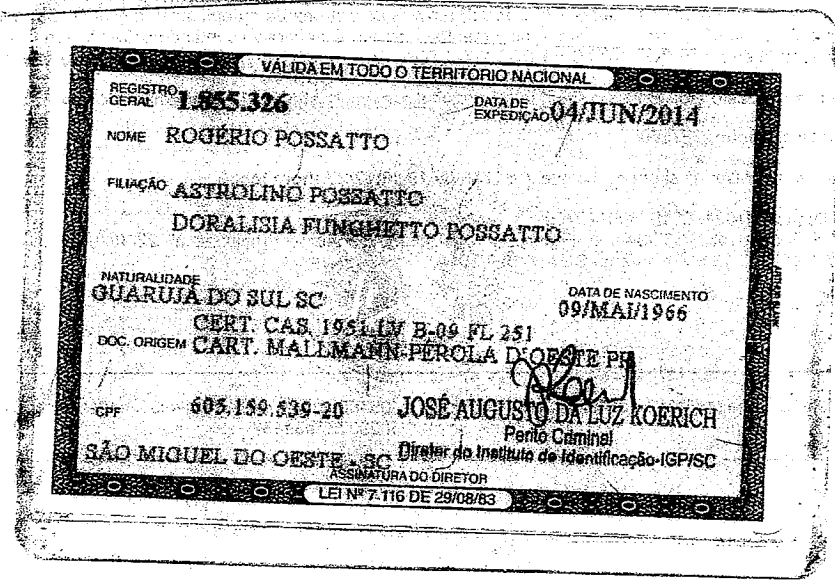 VÁLIDA EM TODO O TERRITÓRIO NACIONAL
REGISTRO GERAL 1.855.326 DATA DE EXPEDIÇÃO 04/JUN/2014
NOME ROGÉRIO POSSATTO
FILIAÇÃO ASTROLINO POSSATTO
DORALISIA FUNGHETTO POSSATTO
NATURALIDADE DATA DE NASCIMENTO
GUARUJÁ DO SUL SC 09/MAI/1966
CERT. CAS. 1951 LV B-09 FL 251
DOC. ORIGEM CART. MALLMANN-PÉROLA D'OESTE PR
CPF 605.159.539-20 JOSÉ AUGUSTO DA LUZ KOERICH
Perito Criminal
SÃO MIGUEL DO OESTE - SC Diretor do Instituto de Identificação-IGP/SC
ASSINATURA DO DIRETOR
LEI Nº 7.116 DE 29/08/83